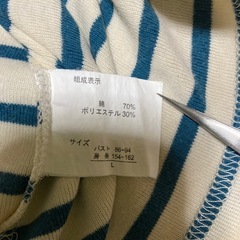 組成表示
綿 70%
ポリエステル 30%
サイズ
バスト 86-94
身長 154-162
L